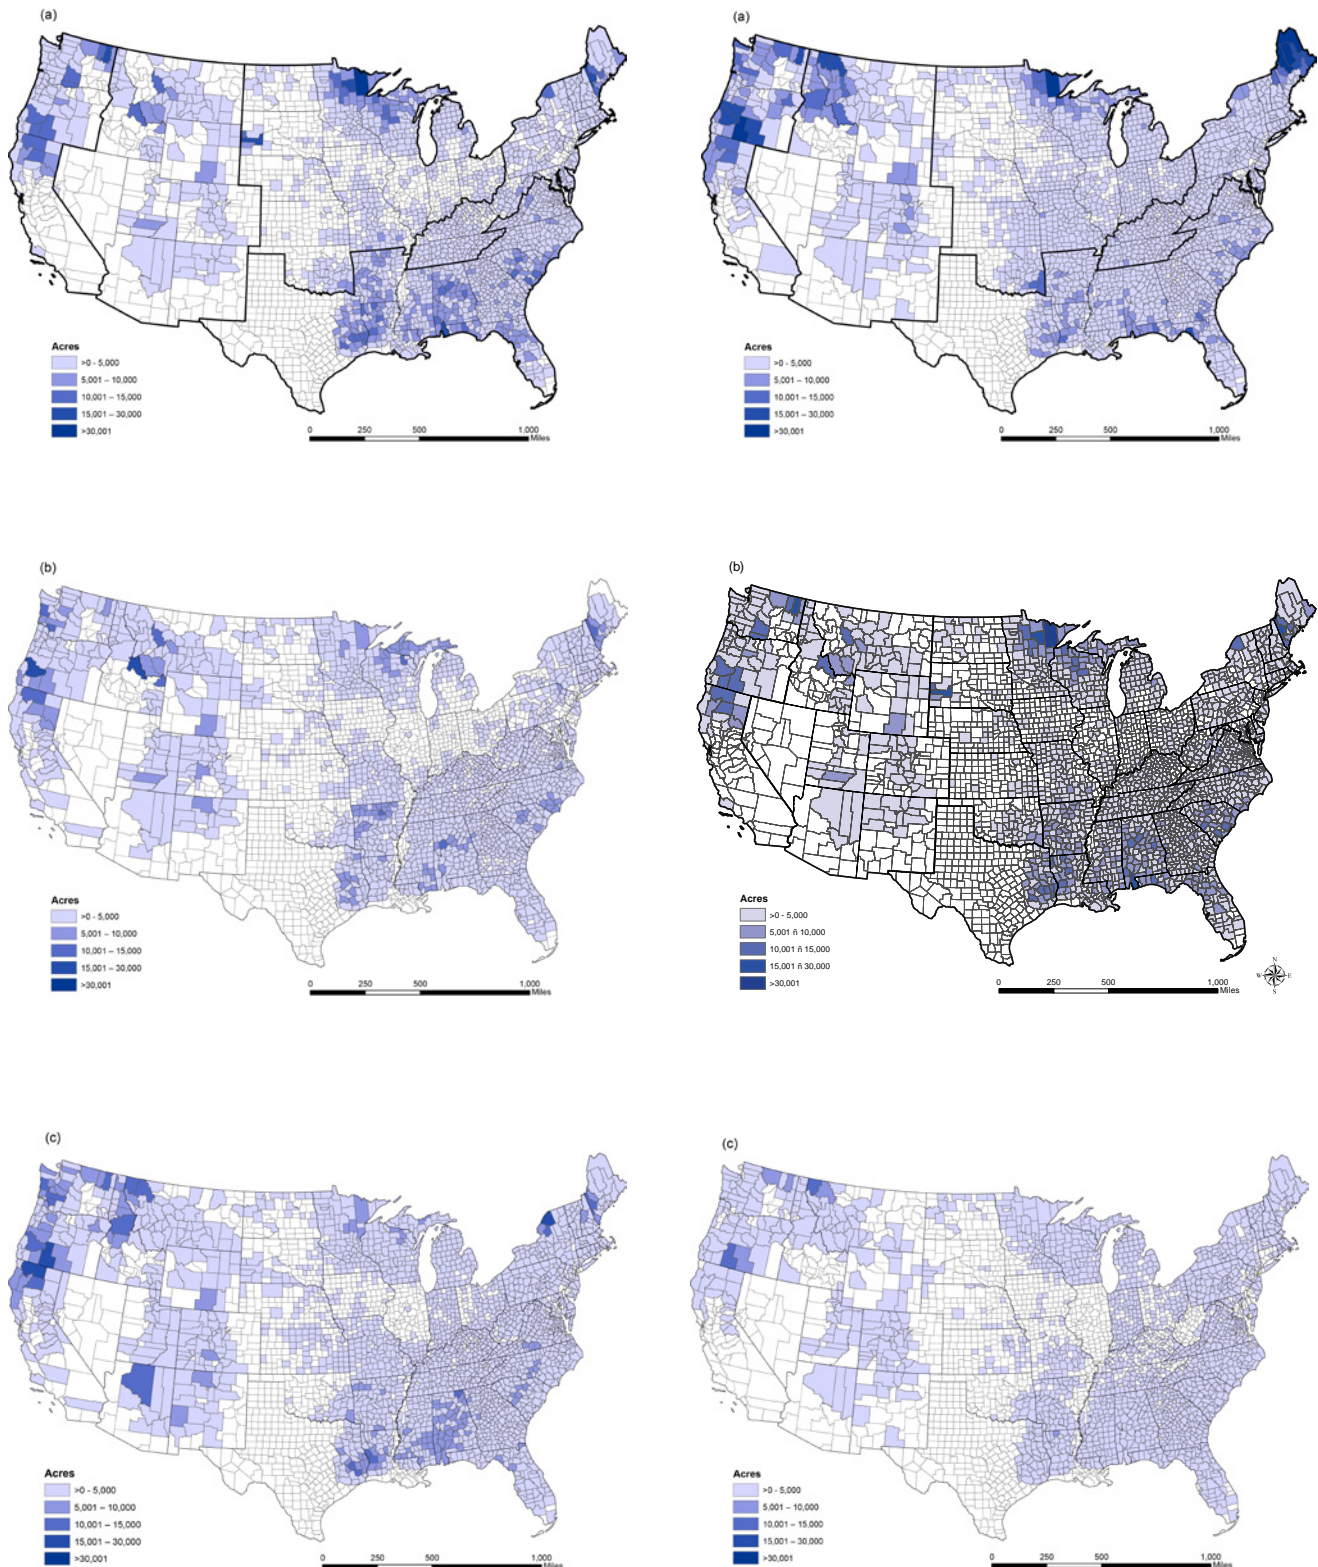 (a)
Acres
>0 - 5,000
5,001 – 10,000
10,001 – 15,000
15,001 – 30,000
>30,001
0 250 500 1,000
Miles
(a)
Acres
>0 - 5,000
5,001 – 10,000
10,001 – 15,000
15,001 – 30,000
>30,001
0 250 500 1,000
Miles
(b)
Acres
>0 - 5,000
5,001 – 10,000
10,001 – 15,000
15,001 – 30,000
>30,001
0 250 500 1,000
Miles
(b)
Acres
>0 - 5,000
5,001 ñ 10,000
10,001 ñ 15,000
15,001 ñ 30,000
>30,001
0 250 500 1,000
Miles
N
W E
S
(c)
Acres
>0 - 5,000
5,001 – 10,000
10,001 – 15,000
15,001 – 30,000
>30,001
0 250 500 1,000
Miles
(c)
Acres
>0 - 5,000
5,001 – 10,000
10,001 – 15,000
15,001 – 30,000
>30,001
0 250 500 1,000
Miles